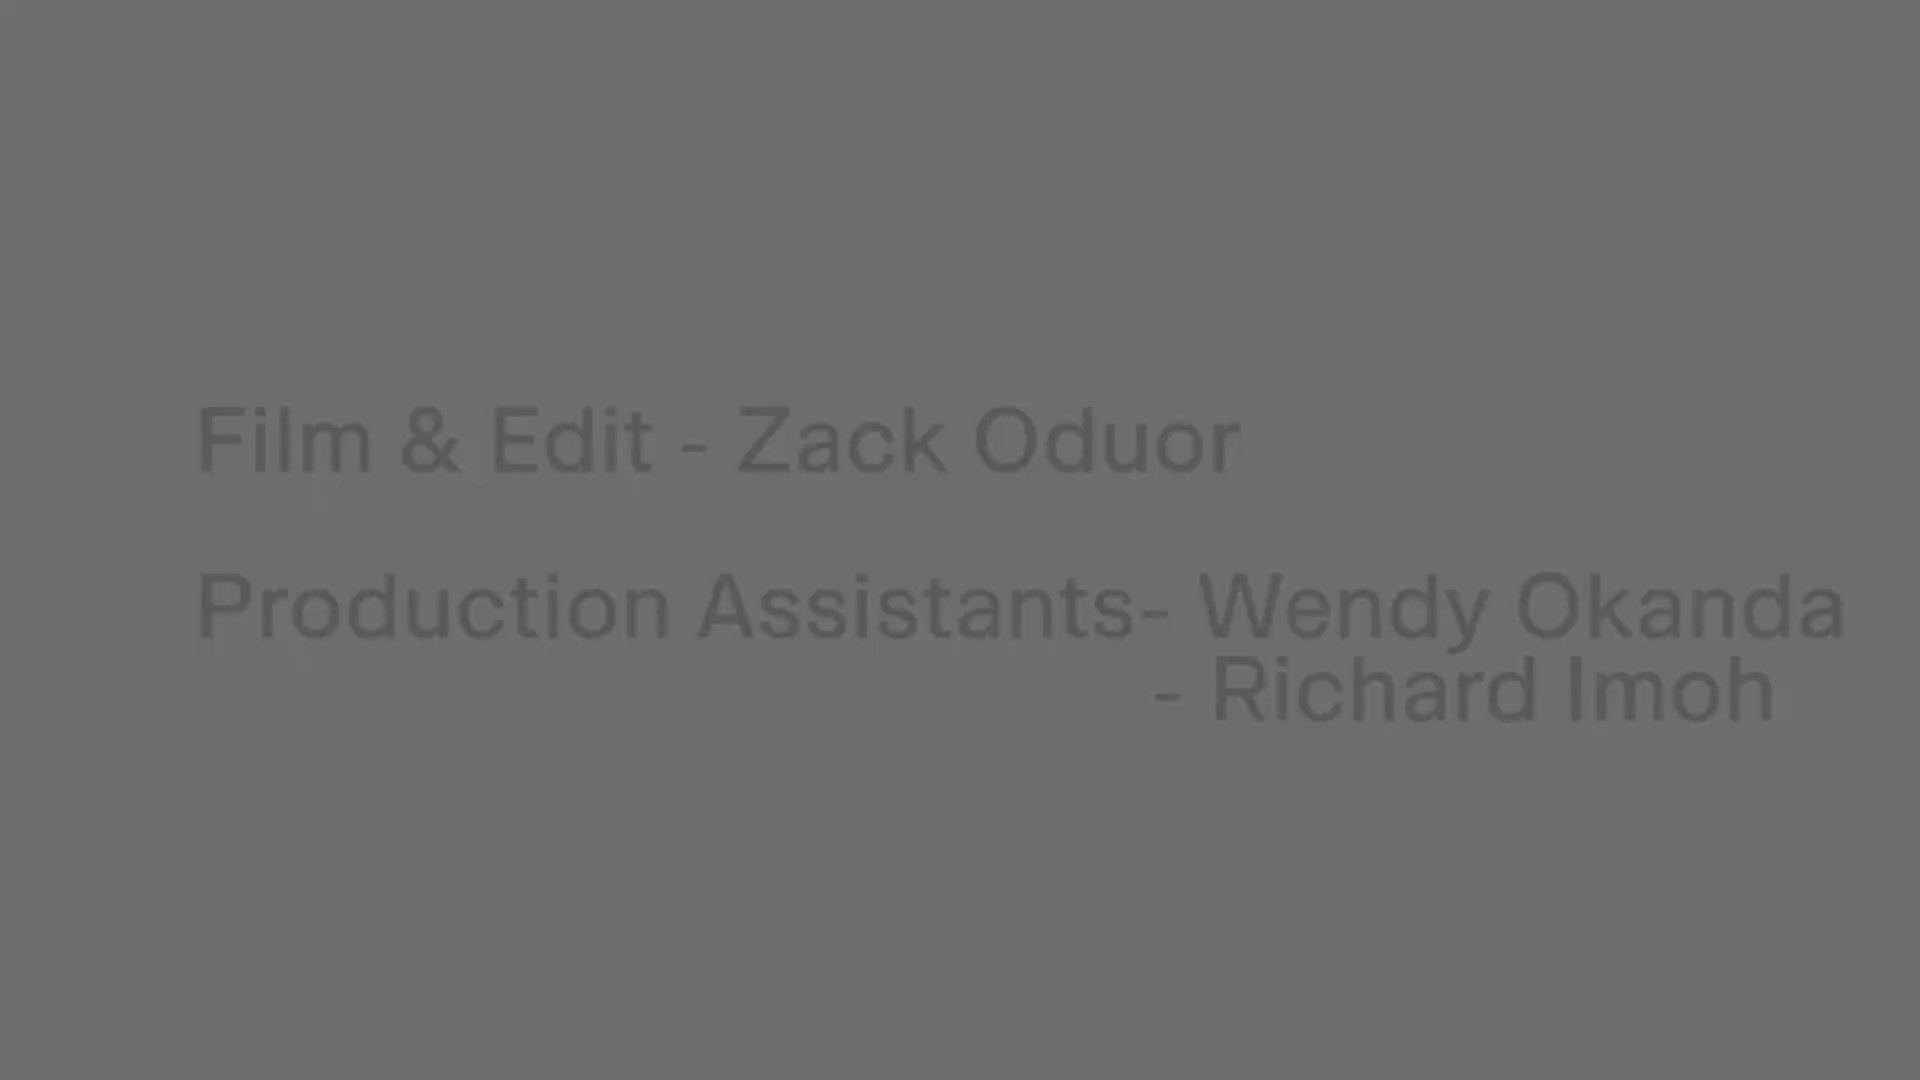 Film & Edit - Zack Oduor
Production Assistants- Wendy Okanda
- Richard Imoh